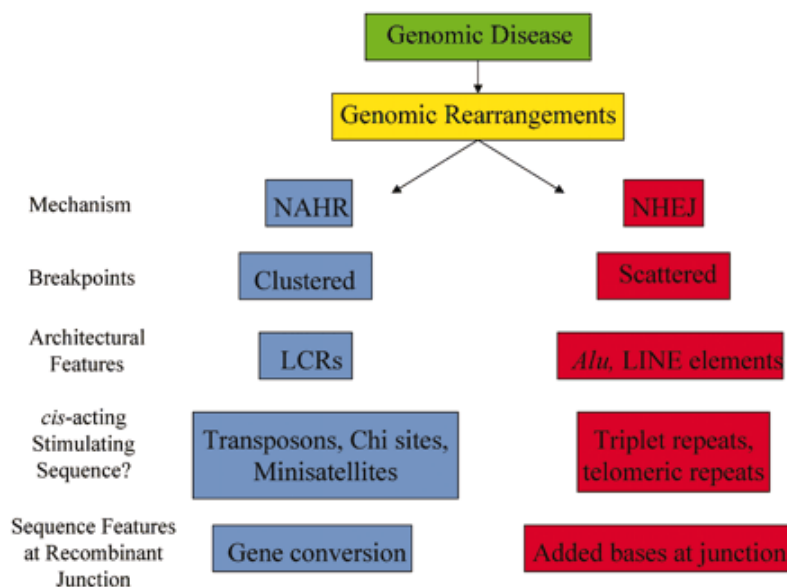 Genomic Disease
Genomic Rearrangements
Mechanism
NAHR
NHEJ
Breakpoints
Clustered
Scattered
Architectural
Features
LCRs
Alu, LINE elements
cis-acting
Stimulating
Sequence?
Transposons, Chi sites,
Minisatellites
Triplet repeats,
telomeric repeats
Sequence Features
at Recombinant
Junction
Gene conversion
Added bases at junction